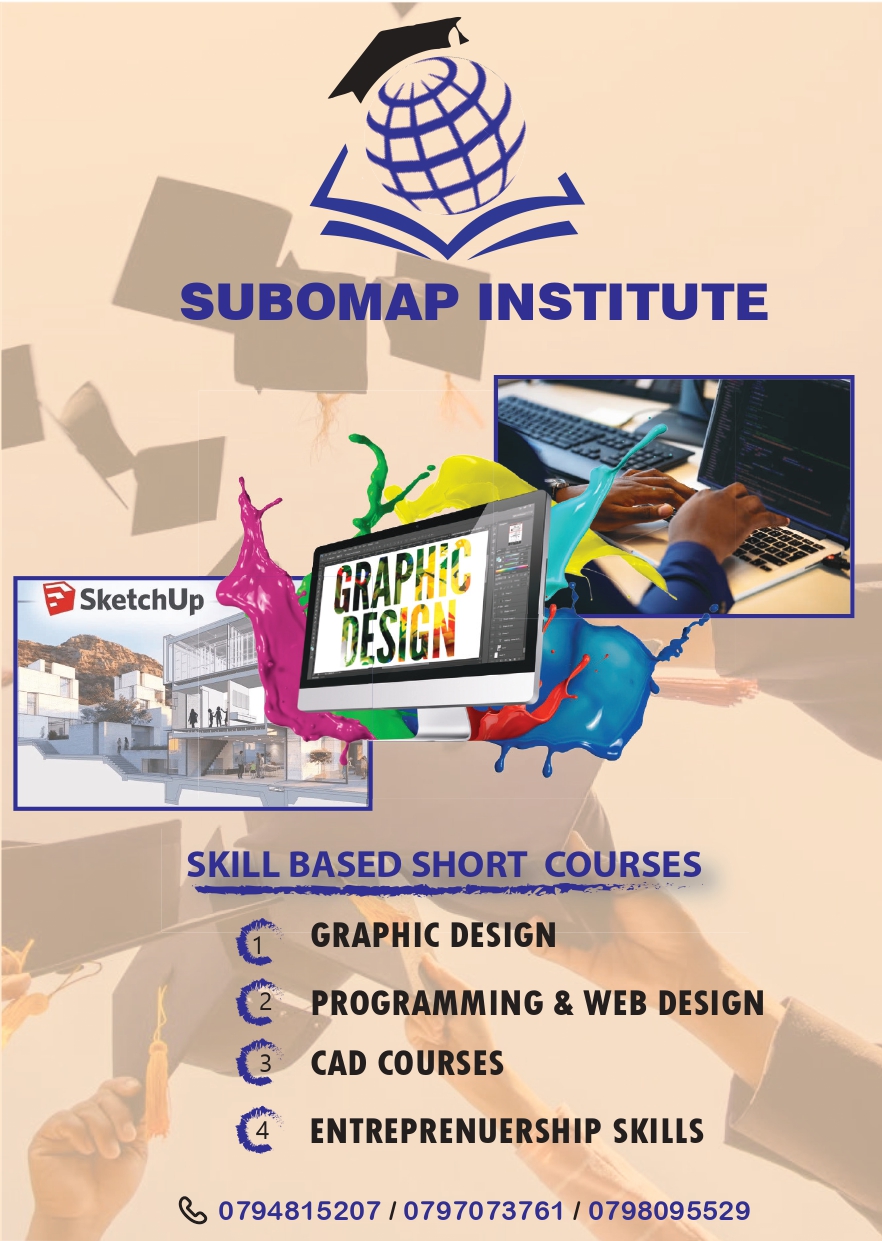 SUBOMAP INSTITUTE
SketchUp
GRAPHIC
DESIGN
SKILL BASED SHORT COURSES
1 GRAPHIC DESIGN
2 PROGRAMMING & WEB DESIGN
3 CAD COURSES
4 ENTREPRENUERSHIP SKILLS
0794815207 / 0797073761 / 0798095529